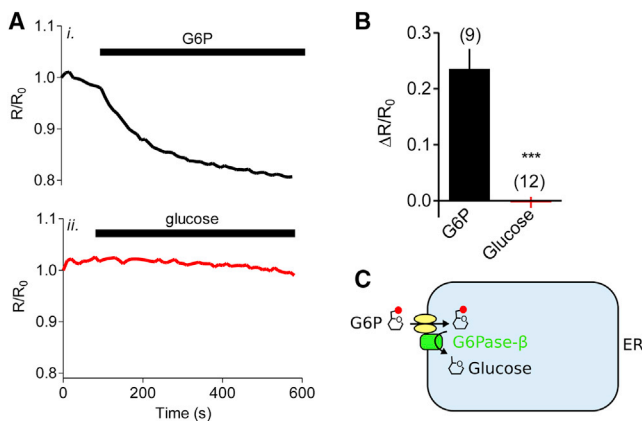 A
i.
G6P
1.1
1.0
0.9
0.8
R/R0
ii.
glucose
1.1
1.0
0.9
0.8
R/R0
0
200
400
600
Time (s)
B
(9)
0.3
0.2
0.1
0.0
ΔR/R0
***
(12)
G6P
Glucose
C
G6P
G6Pase-β
Glucose
ER